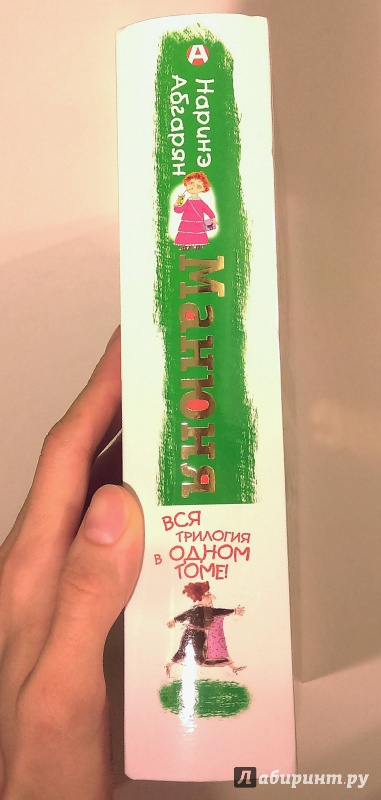 А
Наринэ
Абгарян
Манюня
ВСЯ
ТРИЛОГИЯ
В ОДНОМ
ТОМЕ!
Лабиринт.ру